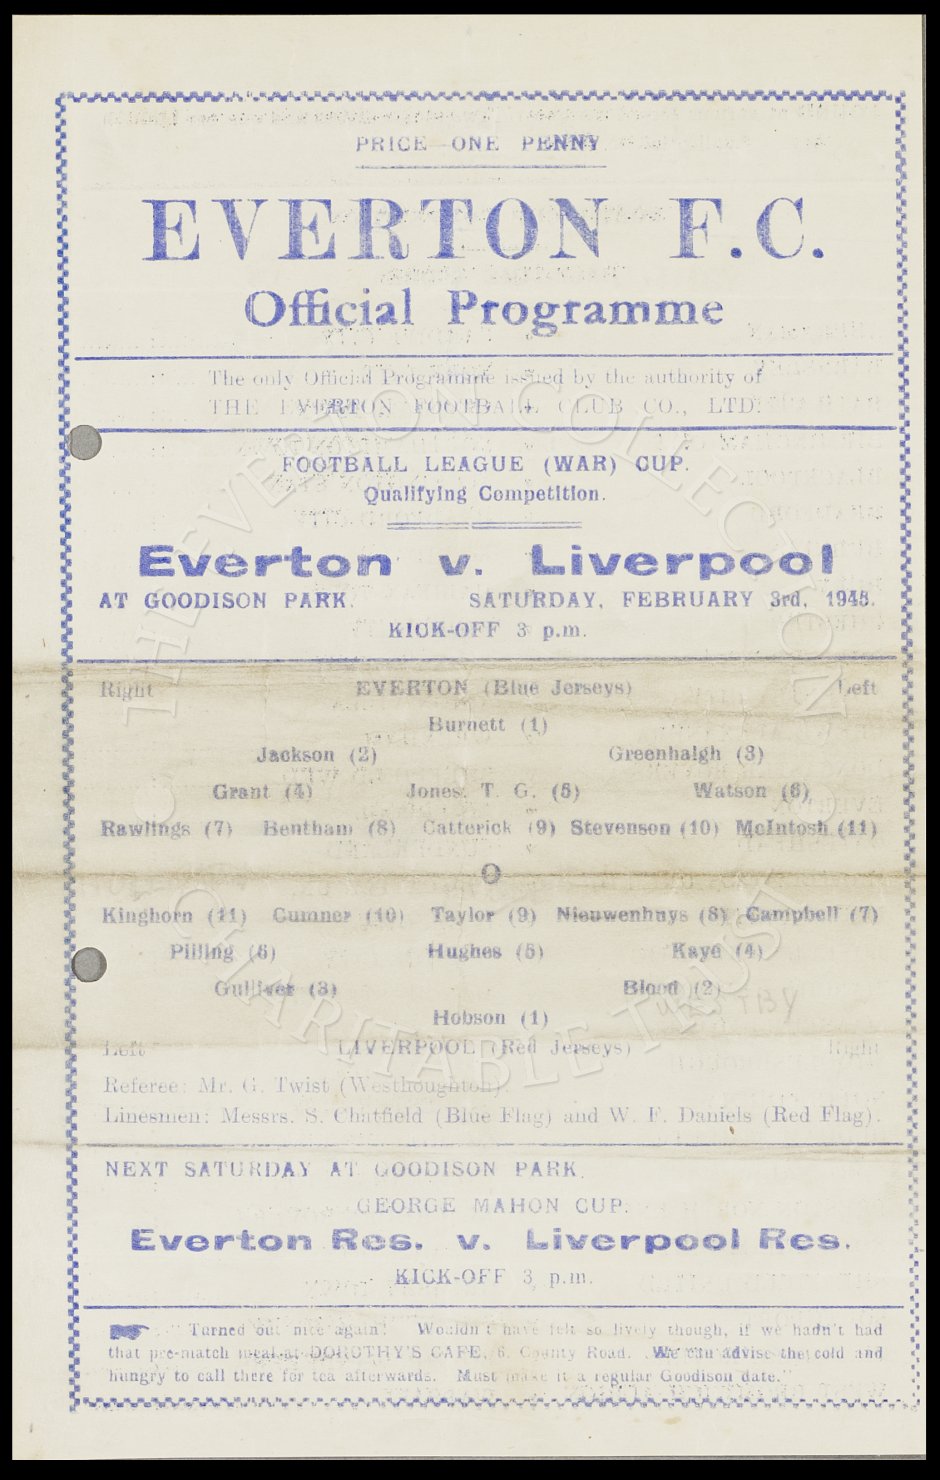 PRICE ONE PENNY
EVERTON F.C.
Official Programme
The only Official Programme issued by the authority of
THE EVERTON FOOTBALL CLUB CO., LTD.
FOOTBALL LEAGUE (WAR) CUP.
Qualifying Competition.
Everton v. Liverpool
AT GOODISON PARK. SATURDAY, FEBRUARY 3rd, 1945.
KICK-OFF 3 p.m.
Right EVERTON (Blue Jerseys) Left
Burnett (1)
Jackson (2) Greenhalgh (3)
Grant (4) Jones, T. G. (5) Watson (6)
Rawlings (7) Bentham (8) Catterick (9) Stevenson (10) McIntosh (11)
O
Kinghorn (11) Cumner (10) Taylor (9) Nieuwenhuys (8) Campbell (7)
Pilling (6) Hughes (5) Kaye (4)
Gulliver (3) Blood (2)
WESTBY
Hobson (1)
Left LIVERPOOL (Red Jerseys) Right
Referee: Mr. G. Twist (Westhoughton)
Linesmen: Messrs. S. Chatfield (Blue Flag) and W. F. Daniels (Red Flag).
NEXT SATURDAY AT GOODISON PARK.
GEORGE MAHON CUP.
Everton Res. v. Liverpool Res.
KICK-OFF 3 p.m.
Turned out nice again! Wouldn't have felt so lively though, if we hadn't had
that pre-match meal at DOROTHY'S CAFE, 6, County Road. We can advise the cold and
hungry to call there for tea afterwards. Must make it a regular Goodison date.
THE EVERTON COLLECTION
CHARITABLE TRUST